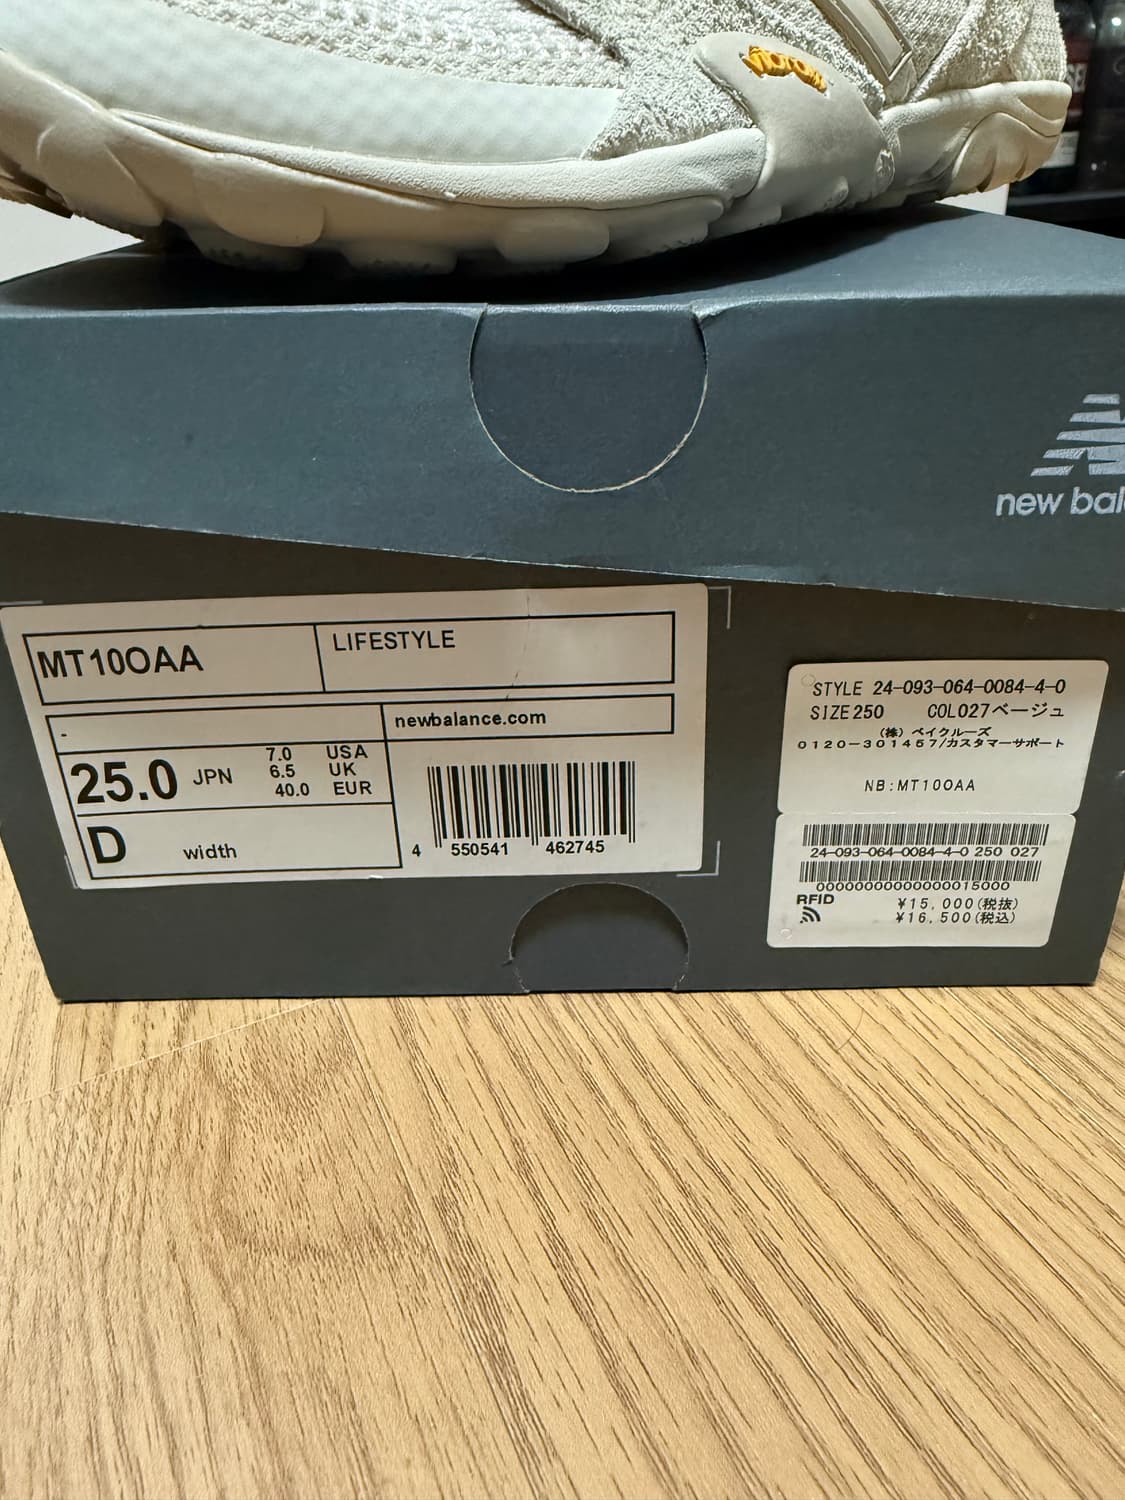 new bal
MT10OAA
LIFESTYLE
-
newbalance.com
25.0 JPN
7.0 USA
6.5 UK
40.0 EUR
D width
4 550541 462745
STYLE 24-093-064-0084-4-0
SIZE250 COL027ベージュ
(株) ベイクルーズ
0120-301457/カスタマーサポート
NB:MT10OAA
24-093-064-0084-4-0 250 027
00000000000000015000
RFID
¥15,000(税抜)
¥16,500(税込)